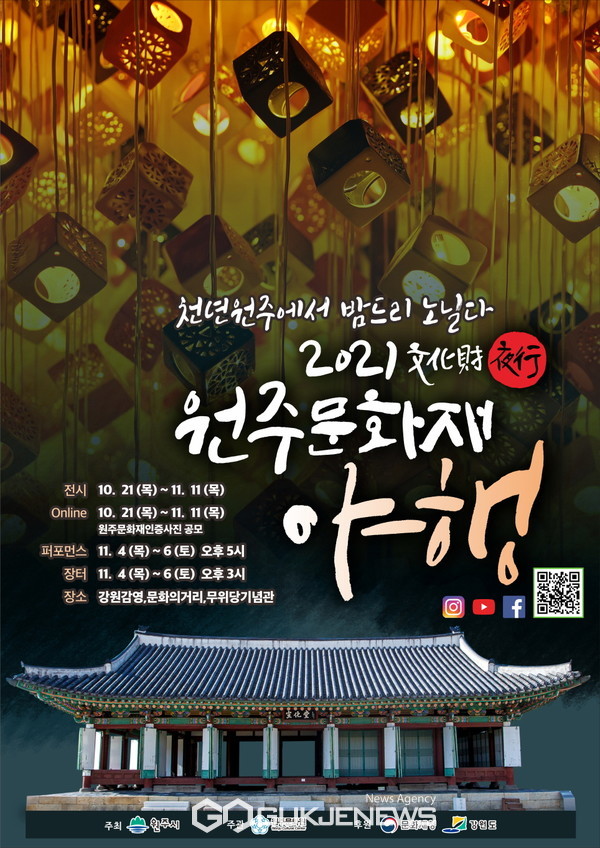 천년원주에서 밤드리 노닐다
2021 文化財 夜行
원주문화재
야행
전시 10. 21 (목) ~ 11. 11 (목)
Online 10. 21 (목) ~ 11. 11 (목)
원주문화재인증사진 공모
퍼포먼스 11. 4 (목) ~ 6 (토) 오후 5시
장터 11. 4 (목) ~ 6 (토) 오후 3시
장소 강원감영,문화의거리,무위당기념관
宣化堂
News Agency
GO GUKJENEWS
주최 원주시 주관 후원 문화재청 강원도